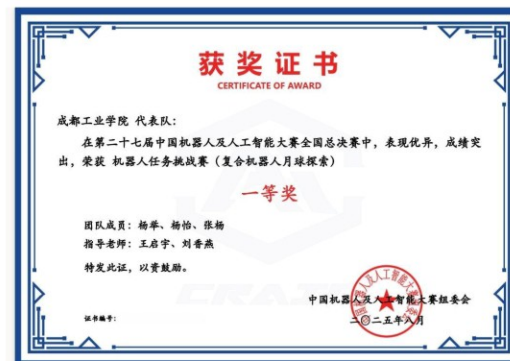 获奖证书
CERTIFICATE OF AWARD
成都工业学院 代表队：
在第二十七届中国机器人及人工智能大赛全国总决赛中，表现优异，成绩突
出，荣获 机器人任务挑战赛（复合机器人月球探索）
一等奖
团队成员：杨举、杨怡、张杨
指导老师：王启宇、刘香燕
特发此证，以资鼓励。
中国机器人及人工智能大赛组委会
二〇二五年八月
证书编号：